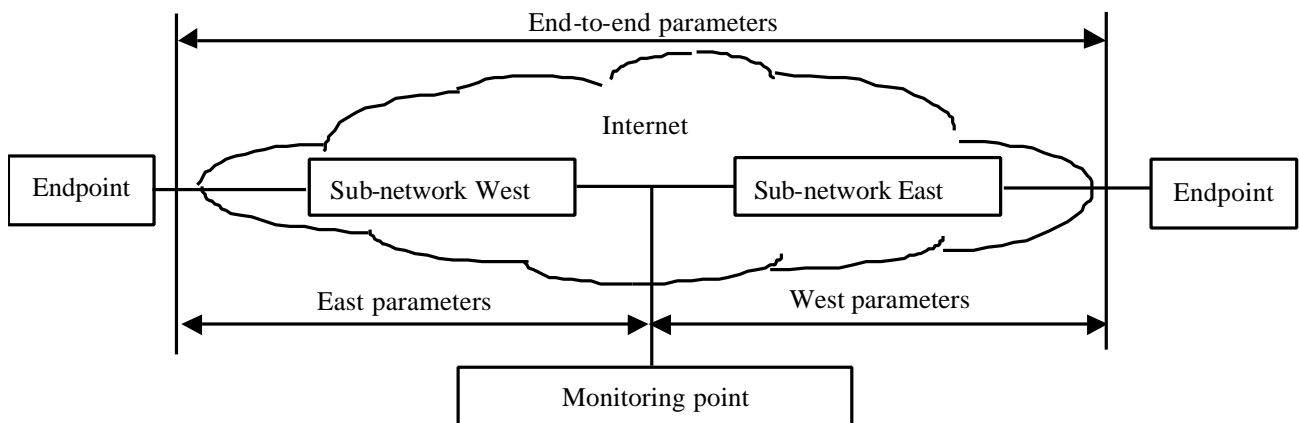 End-to-end parameters
Internet
Endpoint
Sub-network West
Sub-network East
Endpoint
East parameters
West parameters
Monitoring point